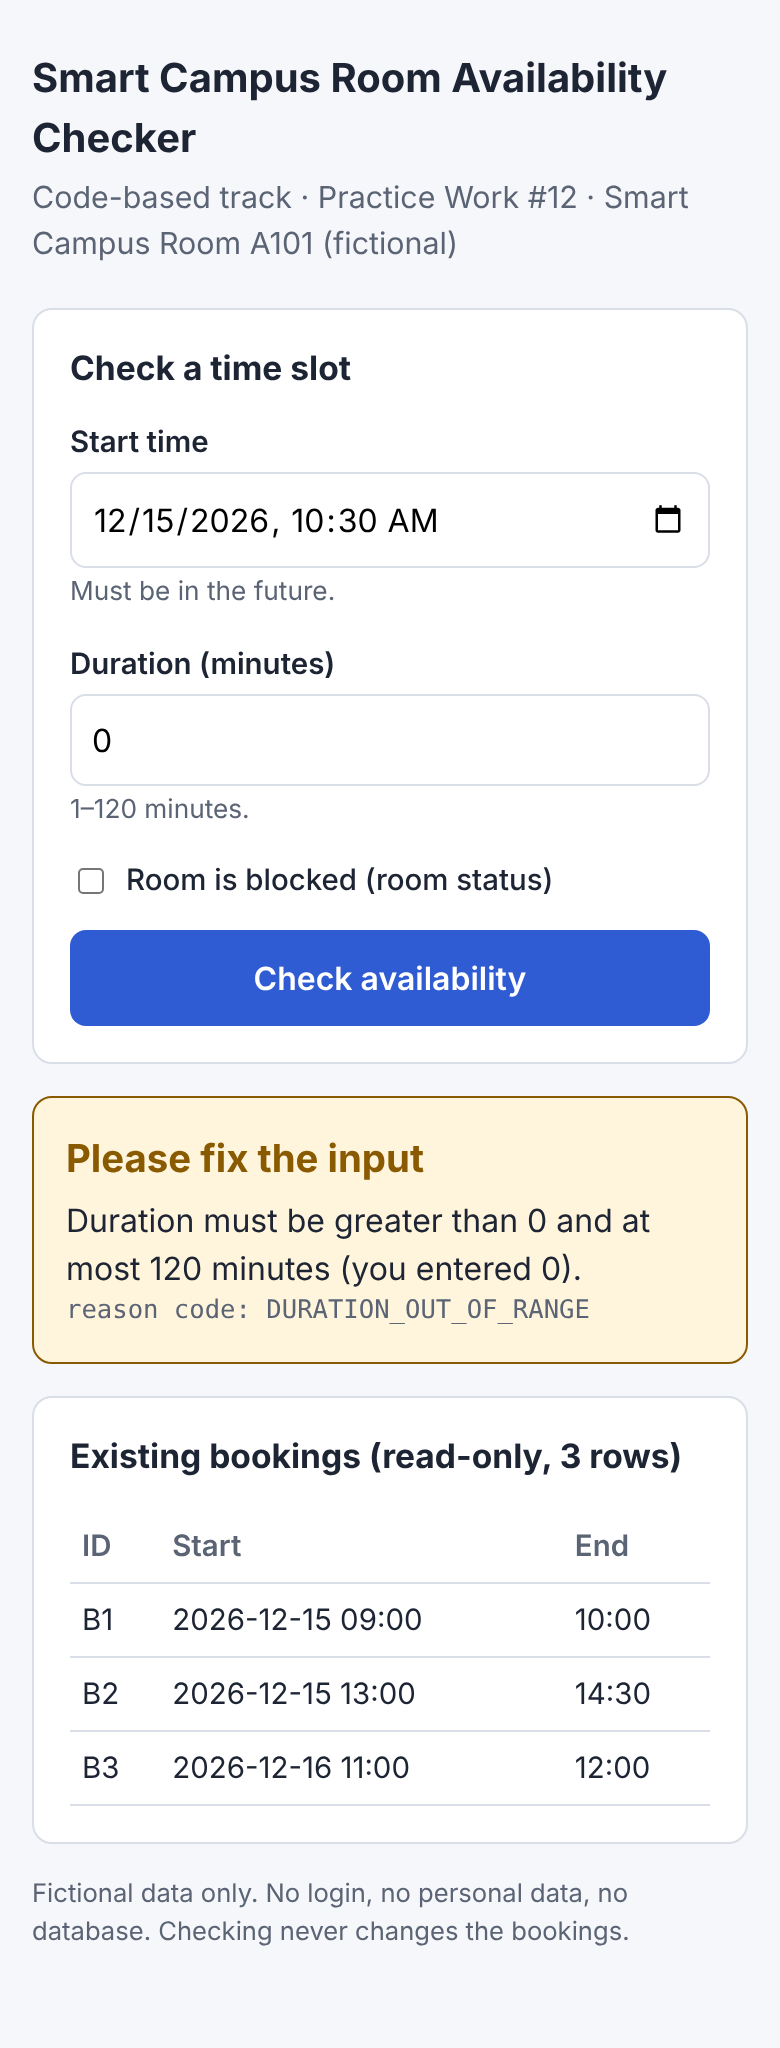 Smart Campus Room Availability
Checker
Code-based track · Practice Work #12 · Smart
Campus Room A101 (fictional)
Check a time slot
Start time
12/15/2026, 10:30 AM
Must be in the future.
Duration (minutes)
0
1–120 minutes.
Room is blocked (room status)
Check availability
Please fix the input
Duration must be greater than 0 and at
most 120 minutes (you entered 0).
reason code: DURATION_OUT_OF_RANGE
Existing bookings (read-only, 3 rows)
ID Start End
B1 2026-12-15 09:00 10:00
B2 2026-12-15 13:00 14:30
B3 2026-12-16 11:00 12:00
Fictional data only. No login, no personal data, no
database. Checking never changes the bookings.